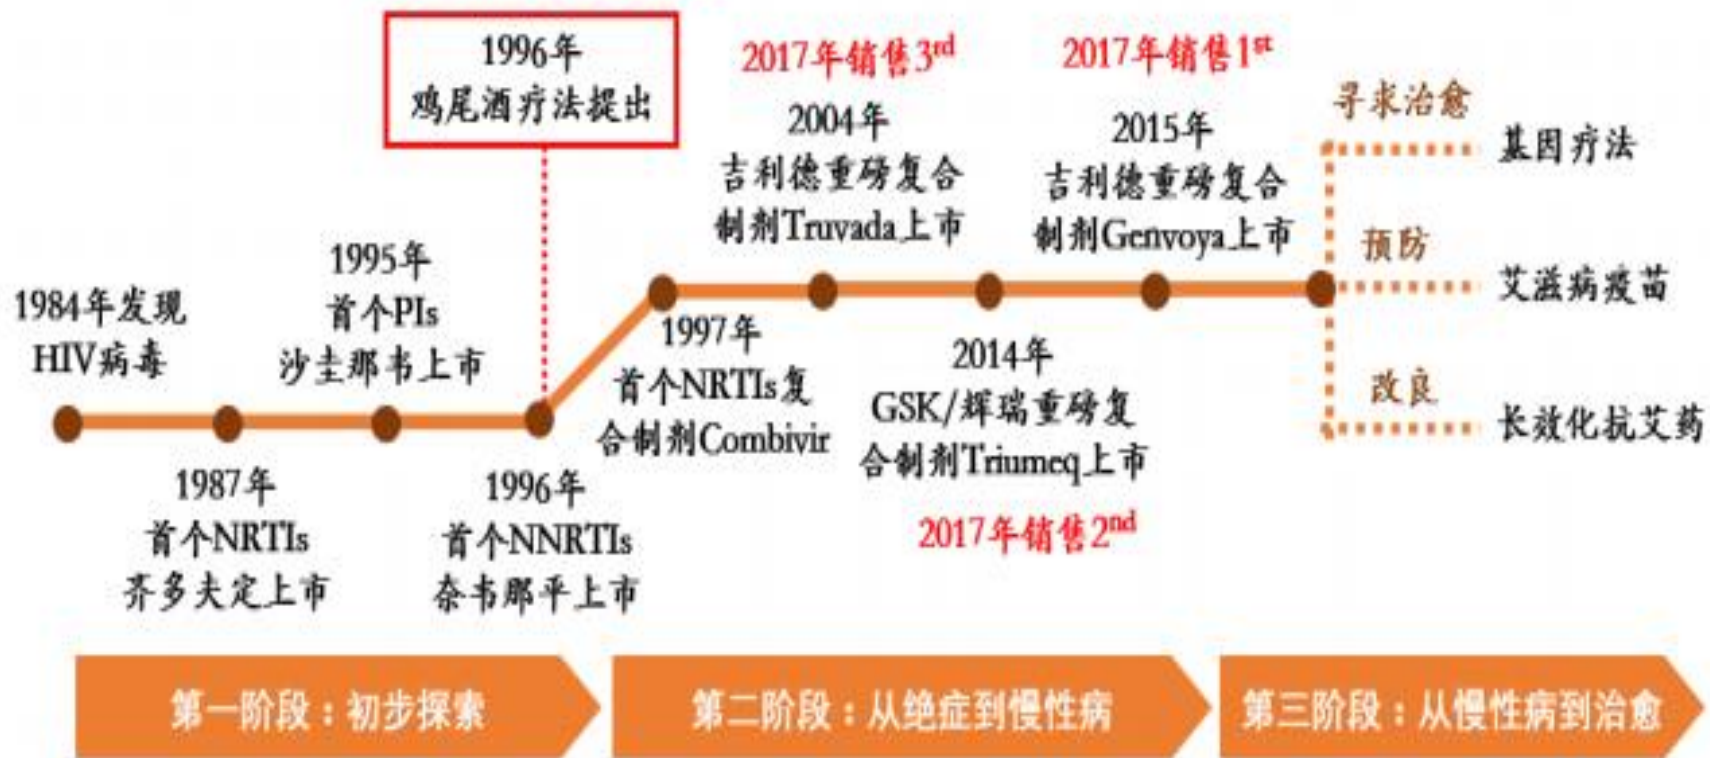 1996年
鸡尾酒疗法提出
2017年销售3rd
2004年
吉利德重磅复合
制剂Truvada上市
2017年销售1st
2015年
吉利德重磅复合
制剂Genvoya上市
寻求治愈
基因疗法
预防
艾滋病疫苗
改良
长效化抗艾药
1984年发现
HIV病毒
1995年
首个PIs
沙奎那韦上市
1997年
首个NRTIs复
合制剂Combivir
2014年
GSK/辉瑞重磅复
合制剂Triumeq上市
2017年销售2nd
1987年
首个NRTIs
齐多夫定上市
1996年
首个NNRTIs
奈韦那平上市
第一阶段：初步探索
第二阶段：从绝症到慢性病
第三阶段：从慢性病到治愈